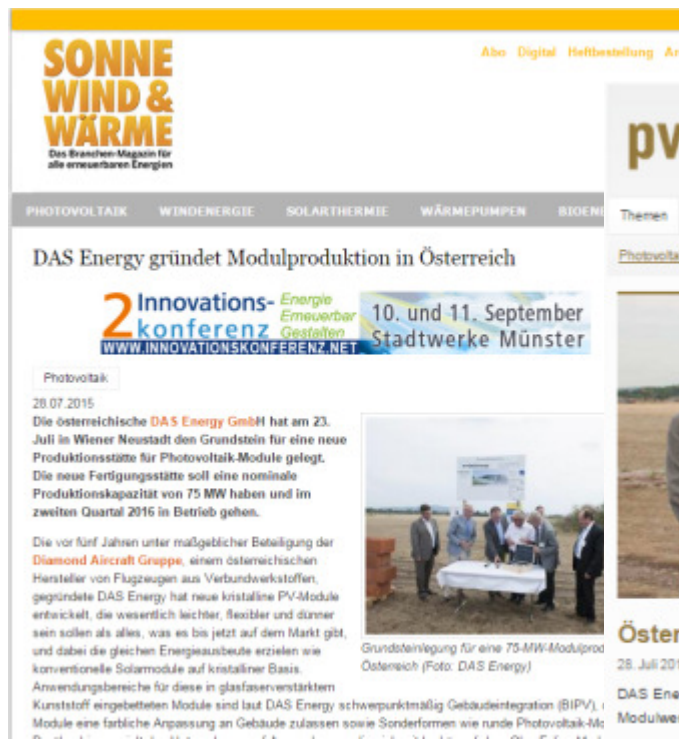 SONNE
WIND &
WÄRME
Das Branchen-Magazin für
alle erneuerbaren Energien
Abo Digital Heftbestellung
PHOTOVOLTAIK WINDENERGIE SOLARTHERMIE WÄRMEPUMPEN
DAS Energy gründet Modulproduktion in Österreich
2 Innovations-
konferenz
Energie
Erneuerbar
Gestalten
WWW.INNOVATIONSKONFERENZ.NET
10. und 11. September
Stadtwerke Münster
Photovoltaik
28.07.2015
Die österreichische DAS Energy GmbH hat am 23.
Juli in Wiener Neustadt den Grundstein für eine neue
Produktionsstätte für Photovoltaik-Module gelegt.
Die neue Fertigungsstätte soll eine nominale
Produktionskapazität von 75 MW haben und im
zweiten Quartal 2016 in Betrieb gehen.
Die vor fünf Jahren unter maßgeblicher Beteiligung der
Diamond Aircraft Gruppe, einem österreichischen
Hersteller von Flugzeugen aus Verbundwerkstoffen,
gegründete DAS Energy hat neue kristalline PV-Module
entwickelt, die wesentlich leichter, flexibler und dünner
sein sollen als alles, was es bis jetzt auf dem Markt gibt,
und dabei die gleichen Energieausbeute erzielen wie
konventionelle Solarmodule auf kristalliner Basis.
Anwendungsbereiche für diese in glasfaserverstärktem
Kunststoff eingebetteten Module sind laut DAS Energy schwerpunktmäßig Gebäudeintegration (BIPV),
Module eine farbliche Anpassung an Gebäude zulassen sowie Sonderformen wie runde Photovoltaik-Mo
Grundsteinlegung für eine 75-MW-Modulprod
Österreich (Foto: DAS Energy)
pv
Themen
Photovolta
Öster
28. Juli 201
DAS Ene
Modulwer